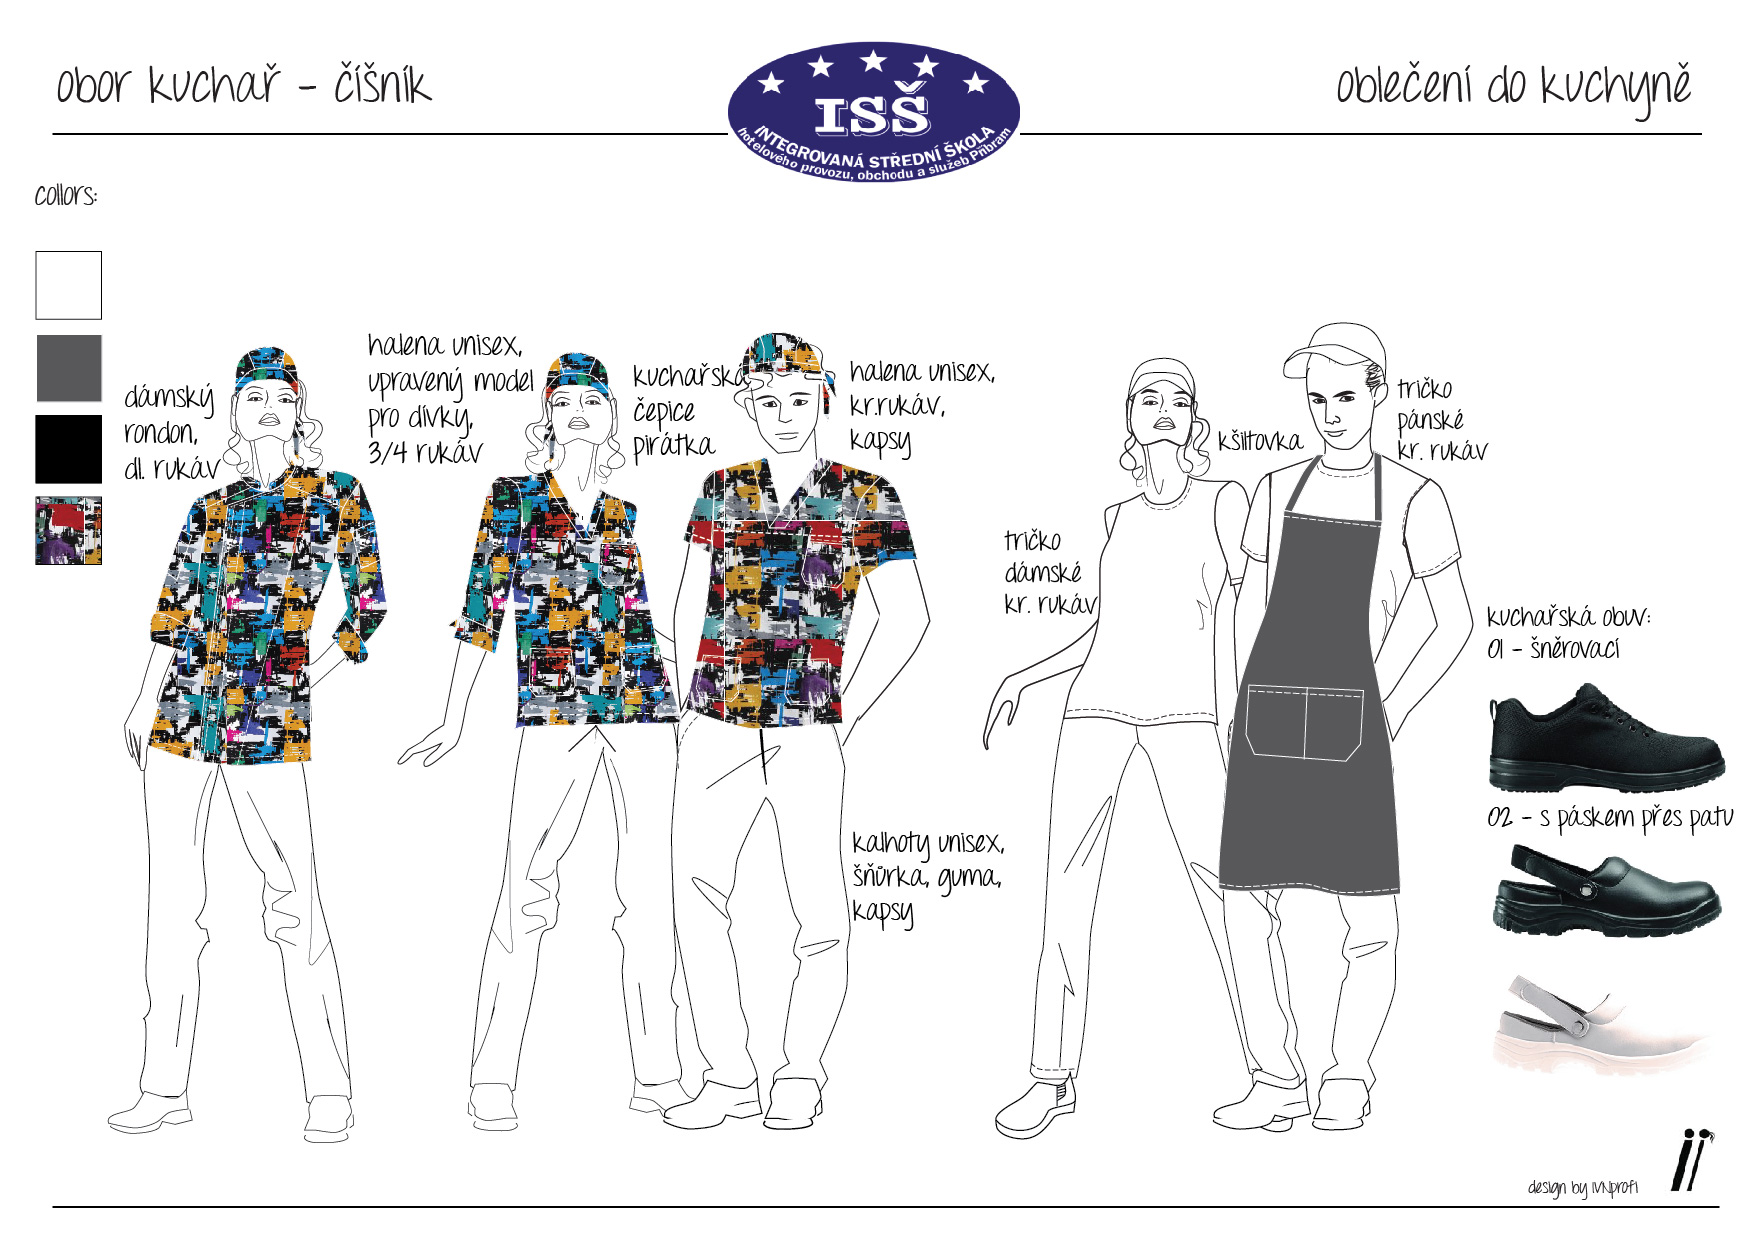 obor kuchař - číšník
ISŠ
INTEGROVANÁ STŘEDNÍ ŠKOLA
hotelového provozu, obchodu a služeb Příbram
oblečení do kuchyně
collors:
dámský
rondon,
dl. rukáv
halena unisex,
upravený model
pro dívky,
3/4 rukáv
kuchařská
čepice
pirátka
halena unisex,
kr.rukáv,
kapsy
kalhoty unisex,
šňůrka, guma,
kapsy
tričko
dámské
kr. rukáv
kšiltovka
tričko
pánské
kr. rukáv
kuchařská obuv:
01 - šněrovací
02 - s páskem přes patu
design by IVNprofi